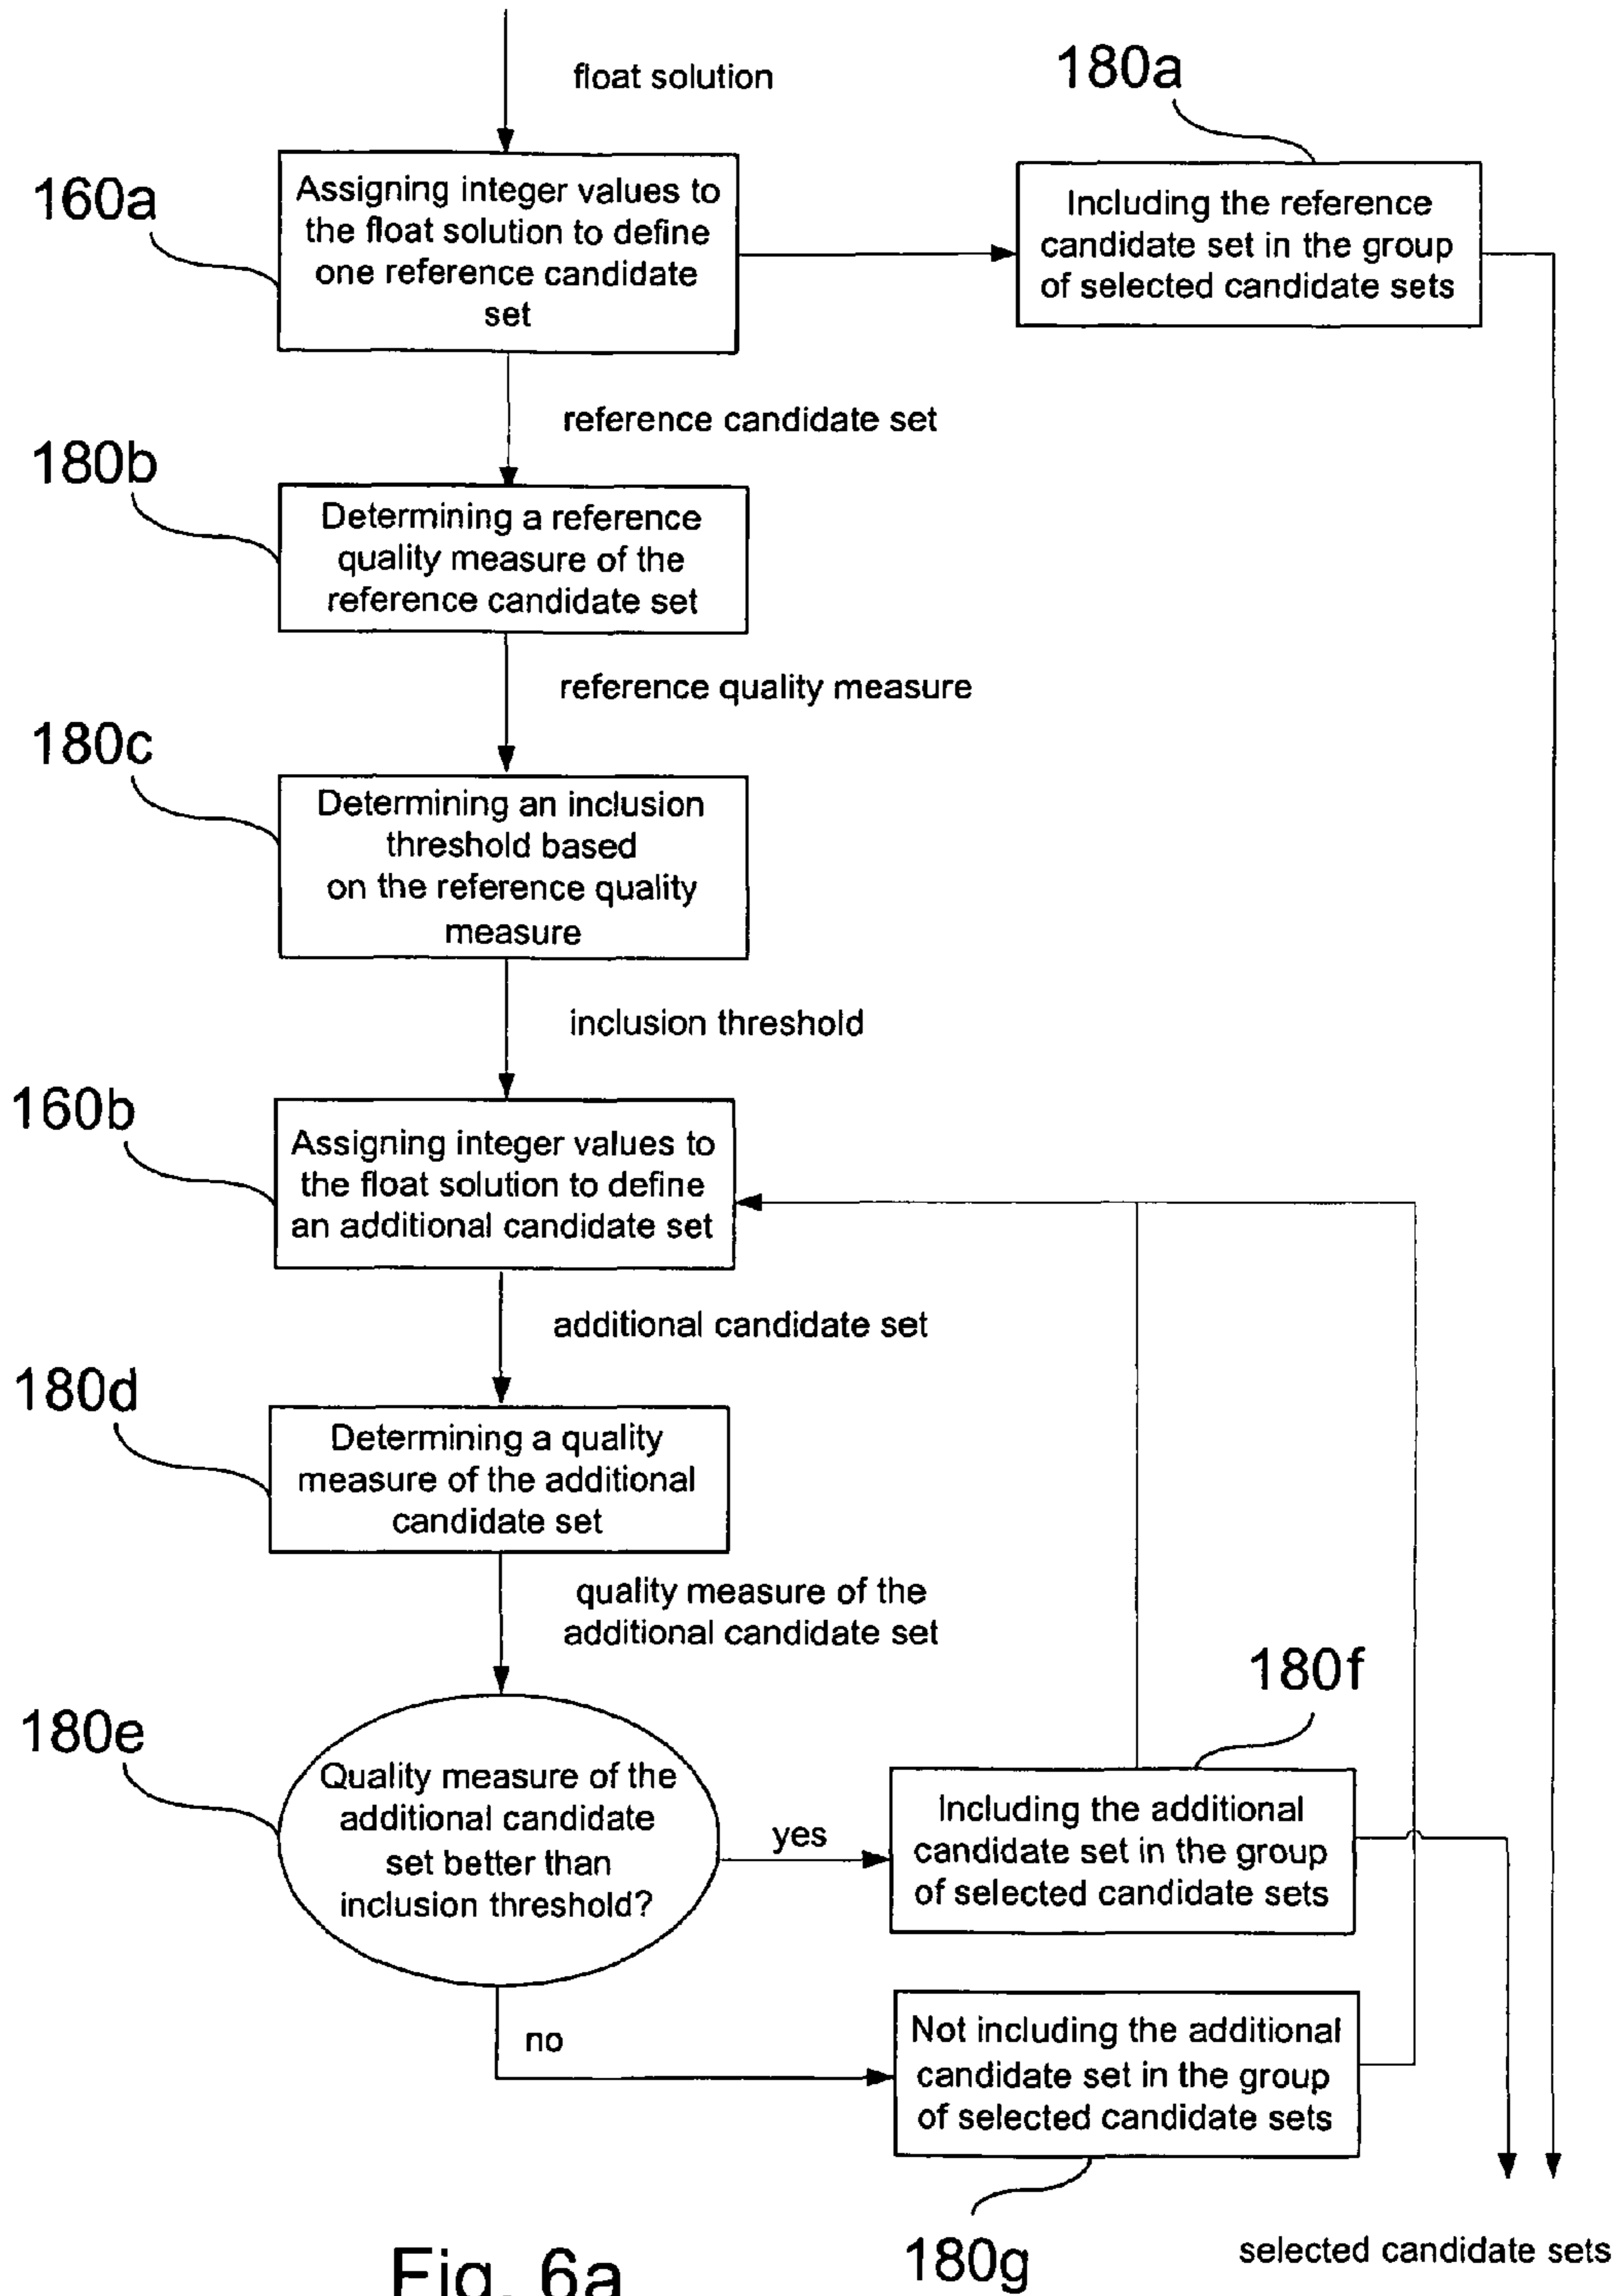 float solution
180a
160a
Assigning integer values to
the float solution to define
one reference candidate
set
Including the reference
candidate set in the group
of selected candidate sets
reference candidate set
180b
Determining a reference
quality measure of the
reference candidate set
reference quality measure
180c
Determining an inclusion
threshold based
on the reference quality
measure
inclusion threshold
160b
Assigning integer values to
the float solution to define
an additional candidate set
additional candidate set
180d
Determining a quality
measure of the additional
candidate set
quality measure of the
additional candidate set
180e
Quality measure of the
additional candidate
set better than
inclusion threshold?
yes
180f
Including the additional
candidate set in the group
of selected candidate sets
no
Not including the additional
candidate set in the group
of selected candidate sets
180g
selected candidate sets
Fig. 6a